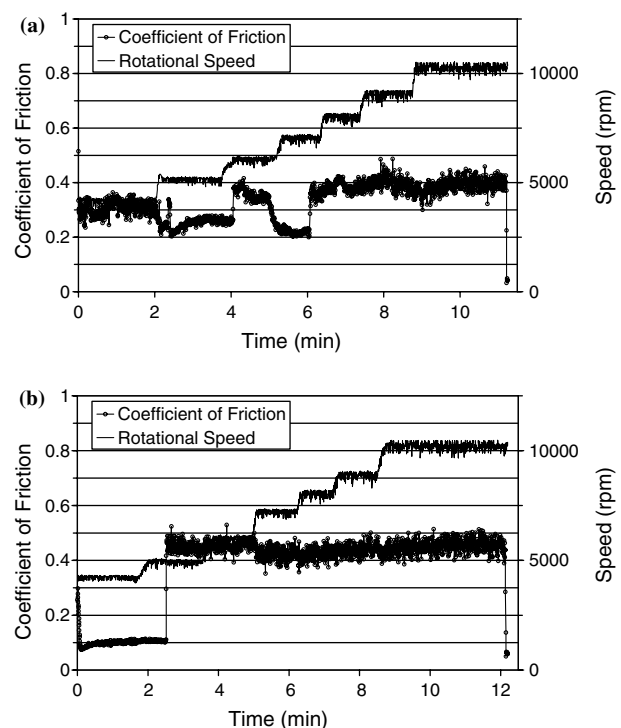 (a)
Coefficient of Friction
Rotational Speed
1
0.8
0.6
0.4
0.2
0
Coefficient of Friction
10000
5000
0
Speed (rpm)
0 2 4 6 8 10
Time (min)
(b)
Coefficient of Friction
Rotational Speed
1
0.8
0.6
0.4
0.2
0
Coefficient of Friction
10000
5000
0
Speed (rpm)
0 2 4 6 8 10 12
Time (min)